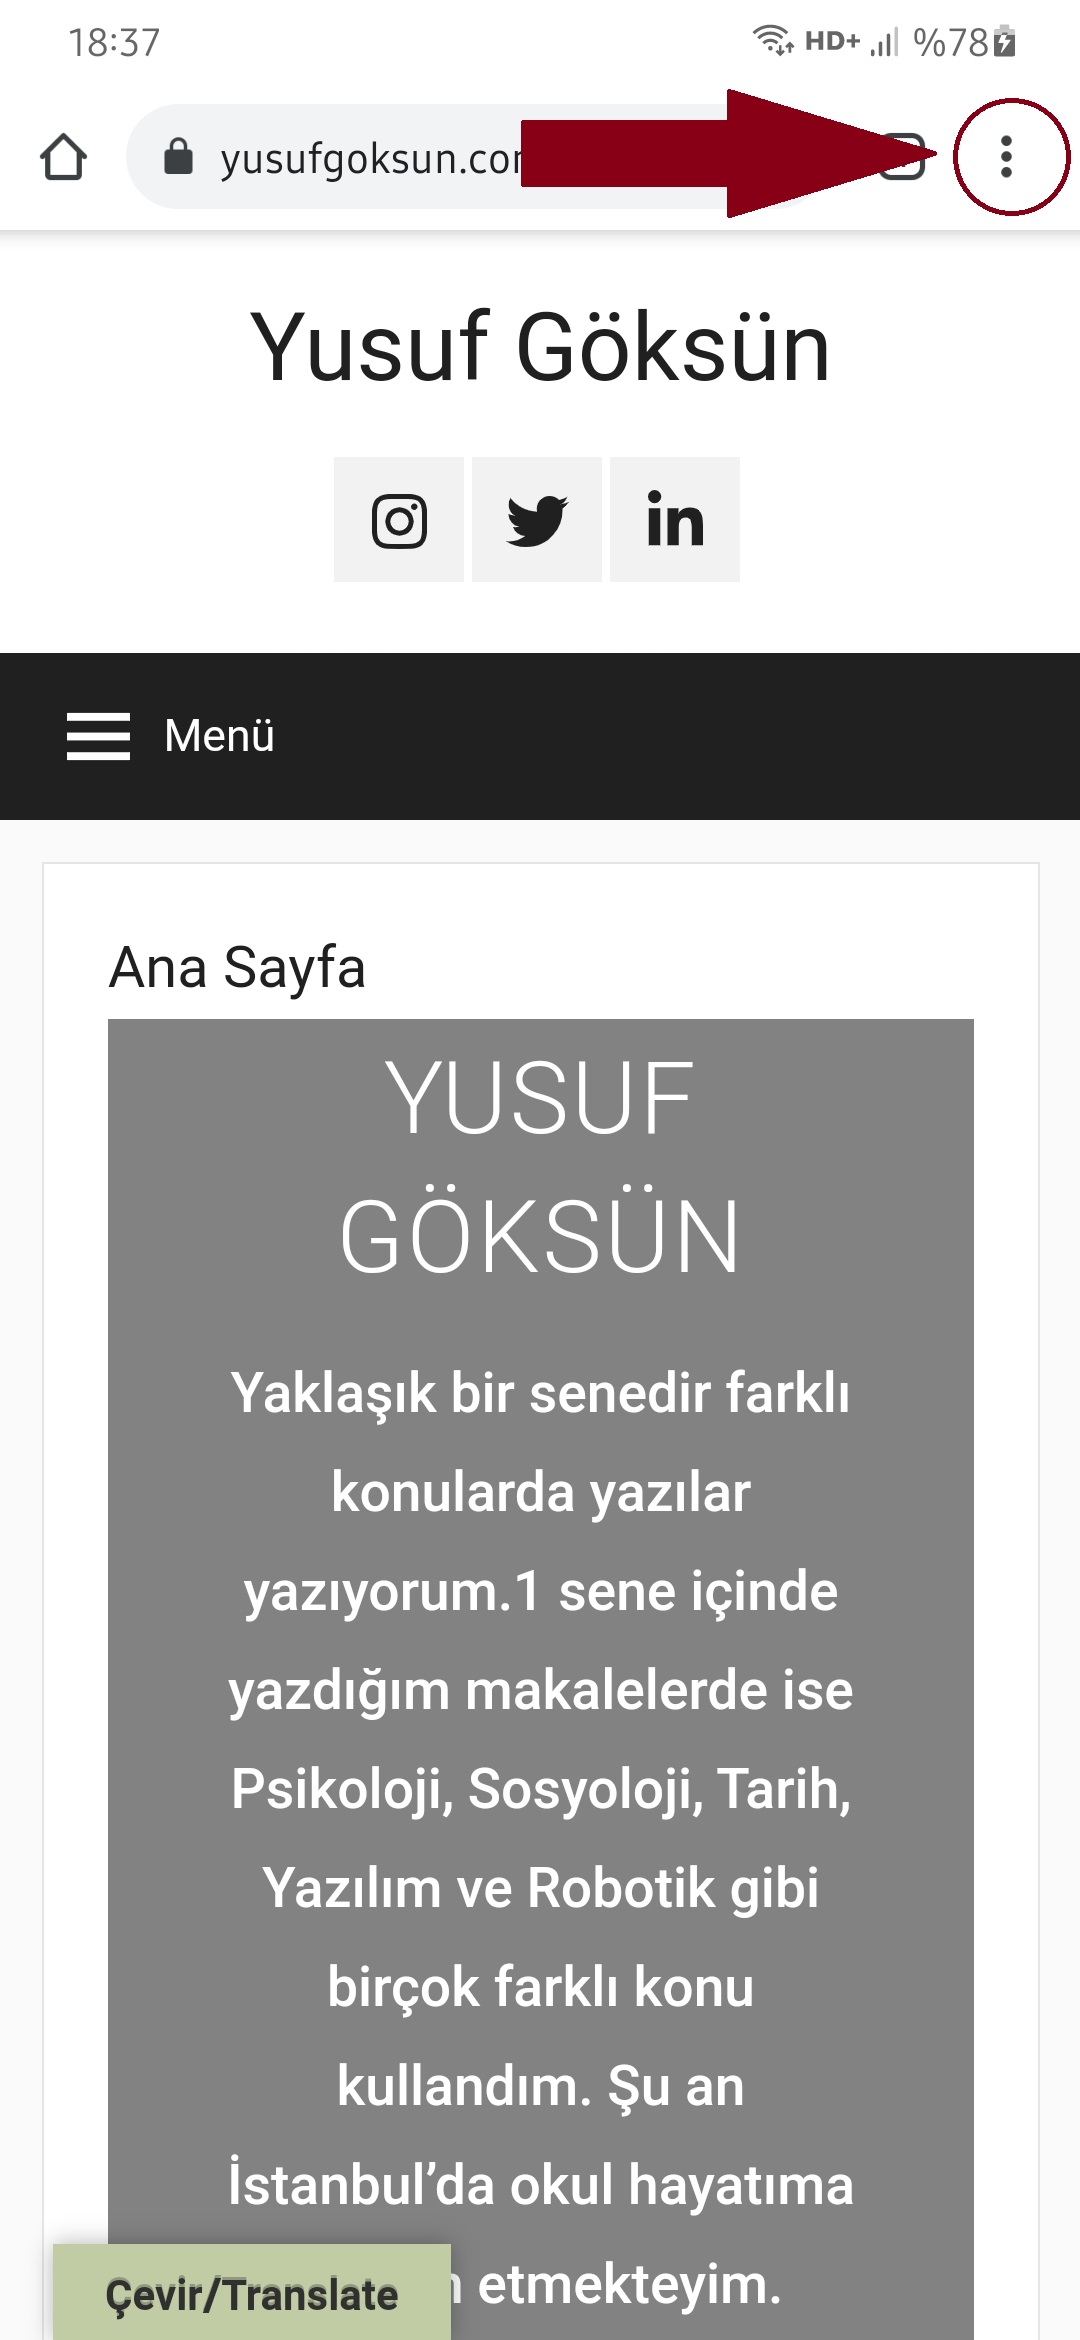 18:37
HD+ %78
yusufgoksun.com
Yusuf Göksün
in
Menü
Ana Sayfa
YUSUF
GÖKSÜN
Yaklaşık bir senedir farklı
konularda yazılar
yazıyorum.1 sene içinde
yazdığım makalelerde ise
Psikoloji, Sosyoloji, Tarih,
Yazılım ve Robotik gibi
birçok farklı konu
kullandım. Şu an
İstanbul’da okul hayatıma
etmekteyim.
Çevir/Translate